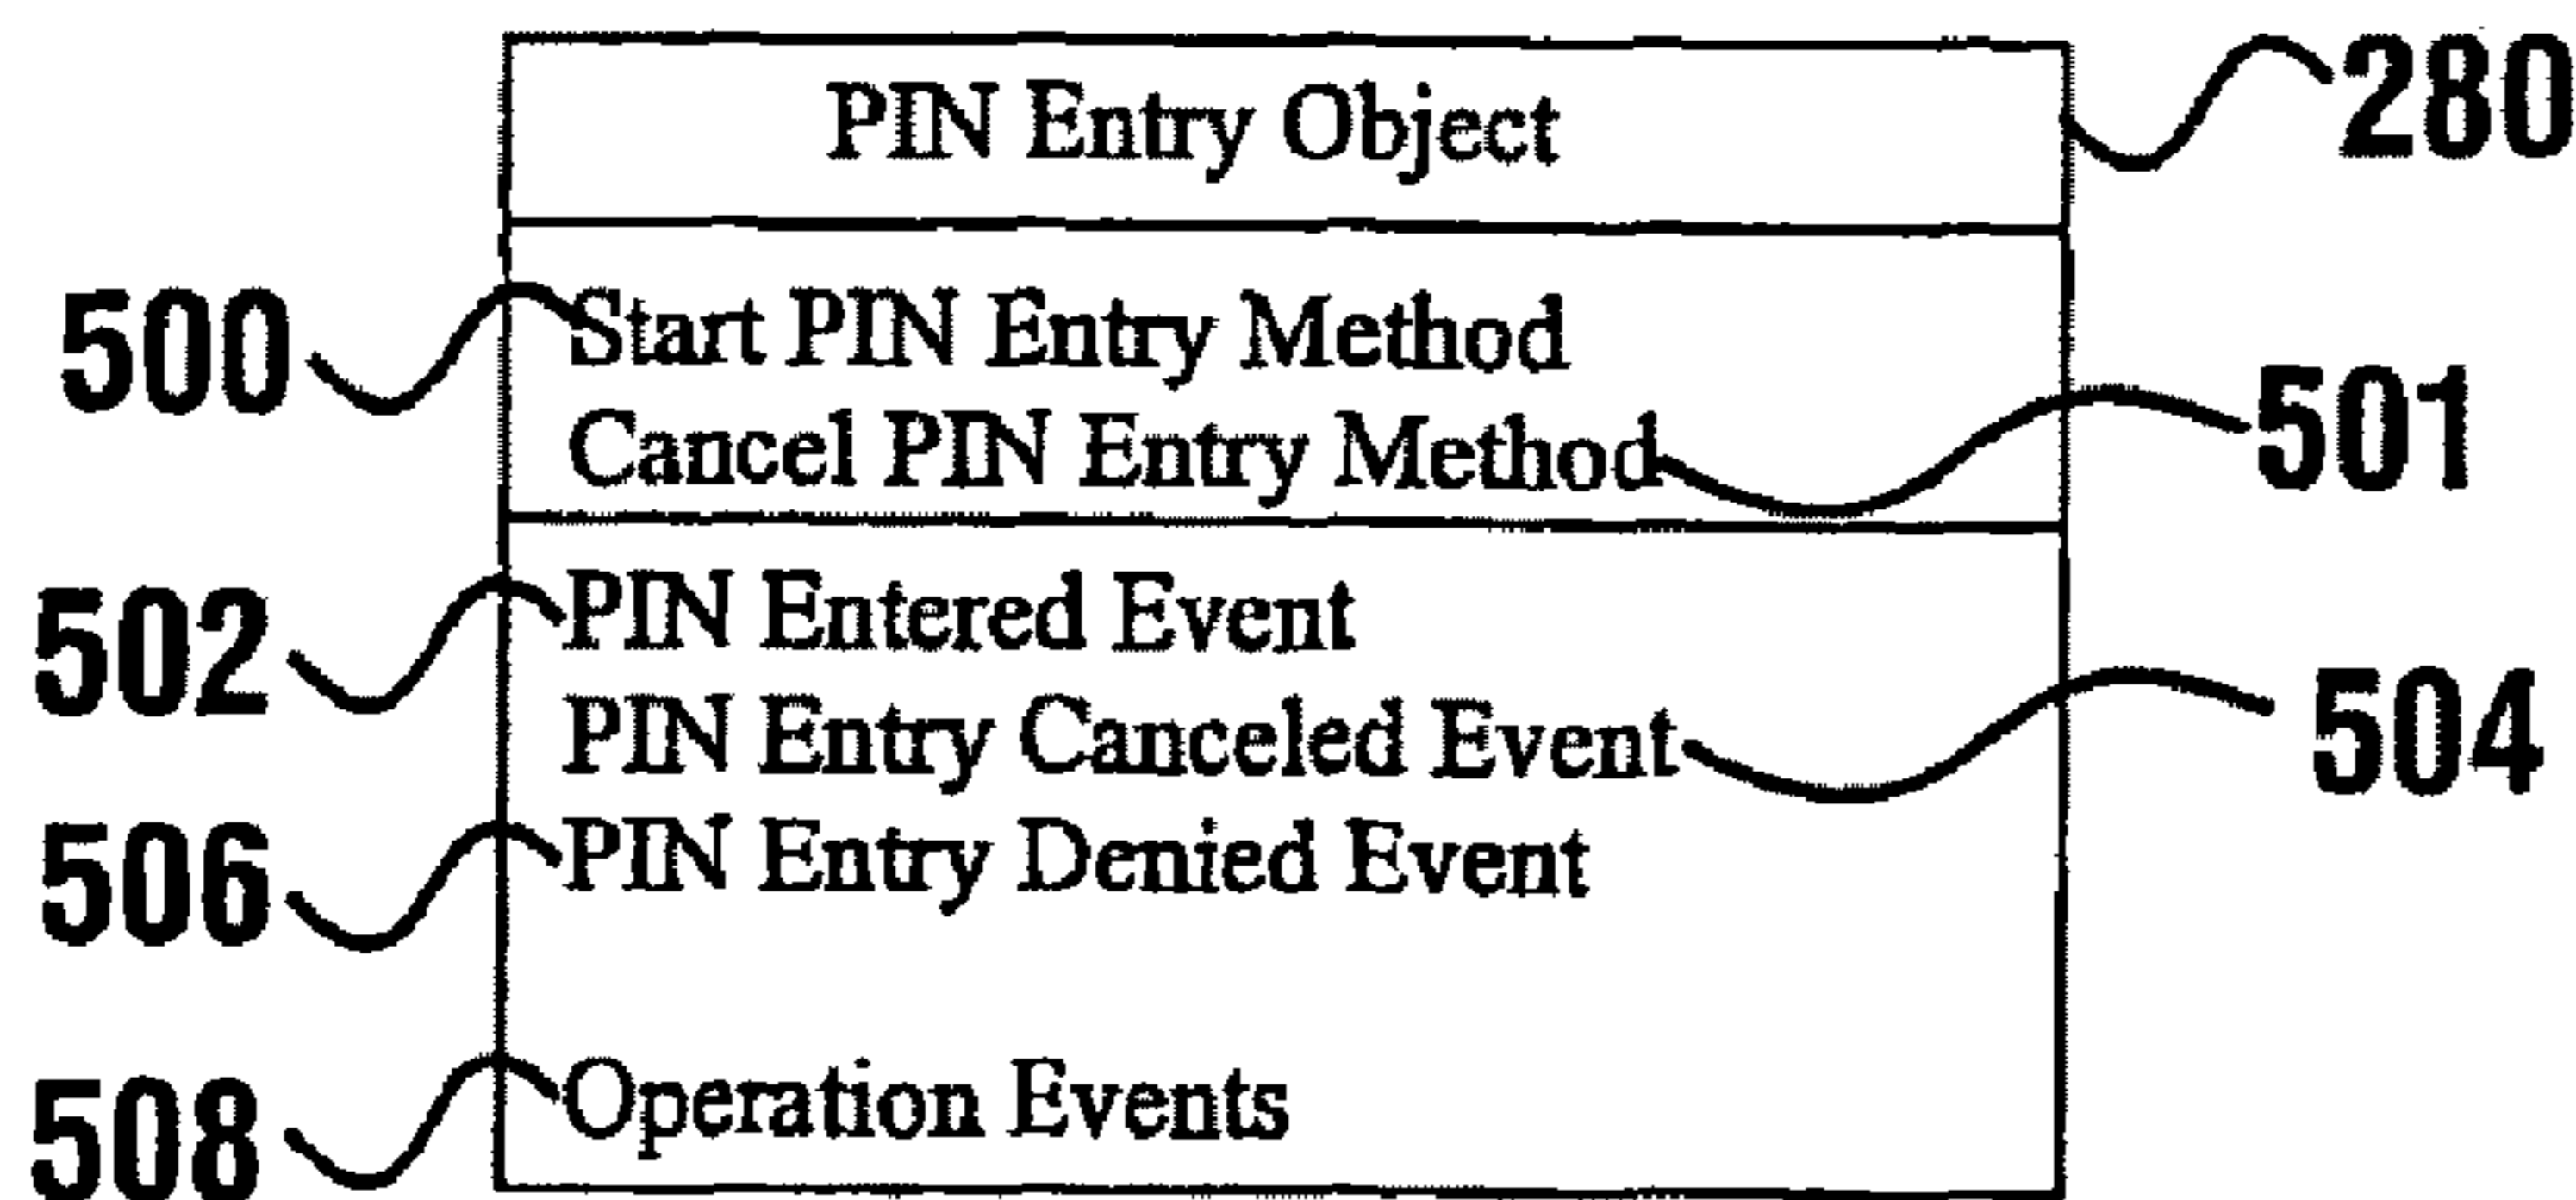 PIN Entry Object
280
500
Start PIN Entry Method
Cancel PIN Entry Method
501
502
PIN Entered Event
PIN Entry Canceled Event
504
506
PIN Entry Denied Event
508
Operation Events